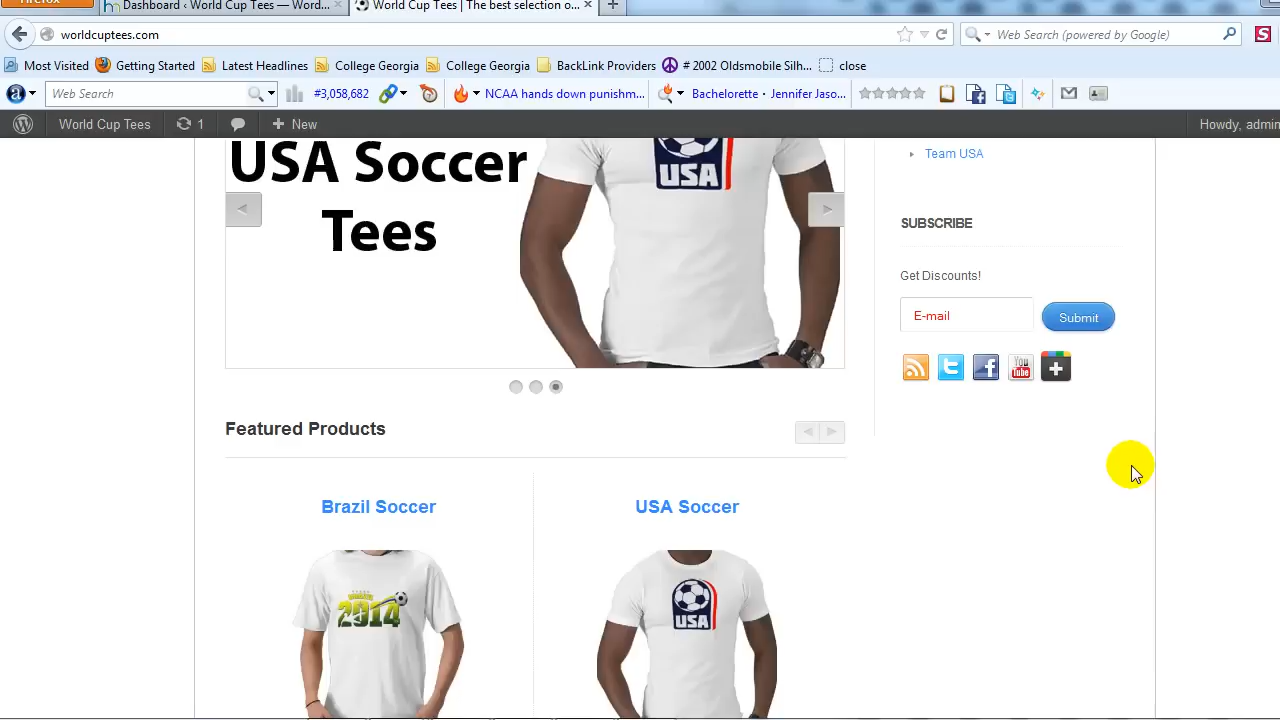 Firefox
Dashboard ‹ World Cup Tees — Word...
World Cup Tees | The best selection o...
worldcuptees.com
Web Search (powered by Google)
Most Visited
Getting Started
Latest Headlines
College Georgia
College Georgia
BackLink Providers
# 2002 Oldsmobile Silh...
close
Web Search
#3,058,682
NCAA hands down punishm...
Bachelorette • Jennifer Jaso...
World Cup Tees
1
New
Howdy, admin
USA Soccer
Tees
USA
Team USA
SUBSCRIBE
Get Discounts!
E-mail
Submit
You
Tube
Featured Products
Brazil Soccer
USA Soccer
2014
USA